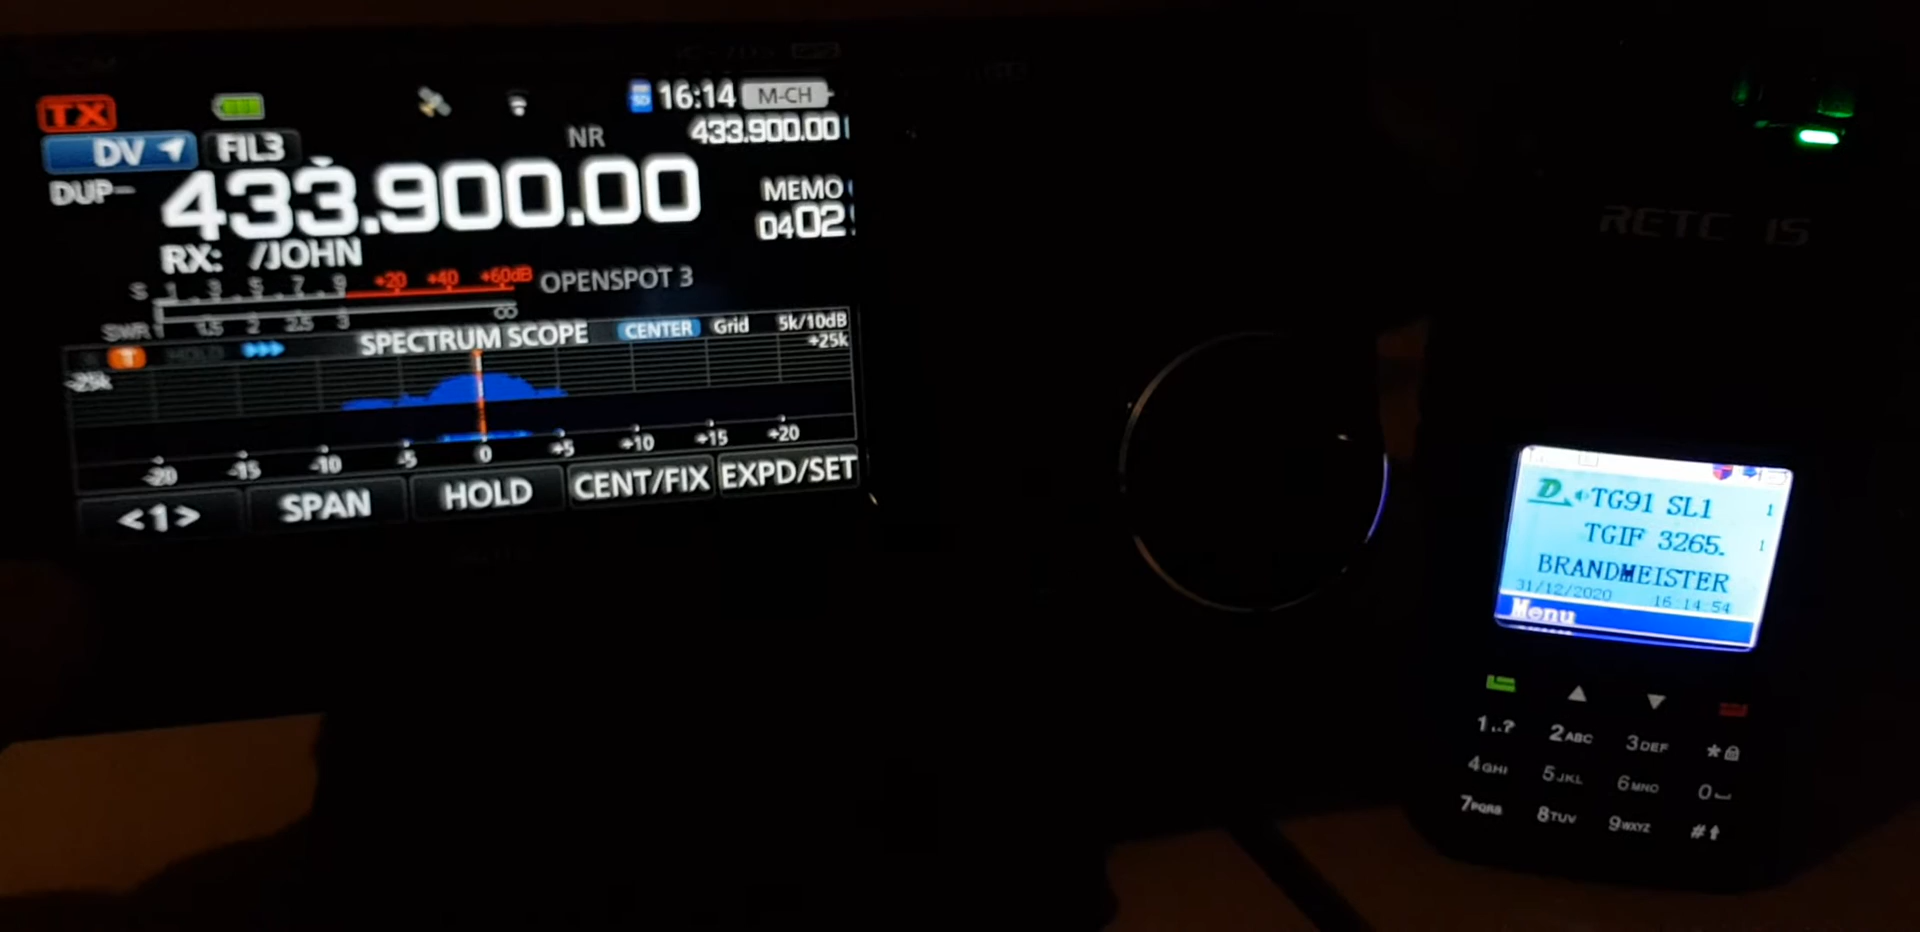 TX 16:14 M-CH
DV FIL3 NR 433.900.00
DUP- 433.900.00 MEMO
RX: /JOHN 0402
S 1 3 5 7 9 +20 +40 +60dB OPENSPOT 3
SWR 1 1.5 2 2.5 3 ∞
T HOLD SPECTRUM SCOPE CENTER Grid 5k/10dB
-25k +25k
-20 -15 -10 -5 0 +5 +10 +15 +20
<1> SPAN HOLD CENT/FIX EXPD/SET
TG91 SL1 1
TGIF 3265. 1
BRANDMEISTER
31/12/2020 16:14:54
Menu
1..? 2ABC 3DEF *
4GHI 5JKL 6MNO 0
7PQRS 8TUV 9WXYZ #